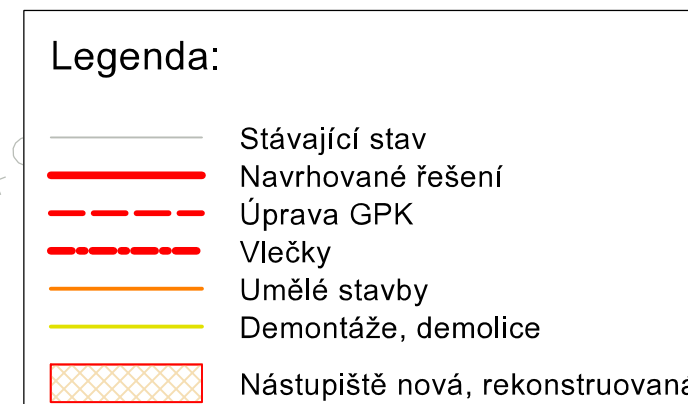 Legenda:
Stávající stav
Navrhované řešení
Úprava GPK
Vlečky
Umělé stavby
Demontáže, demolice
Nástupiště nová, rekonstruovaná